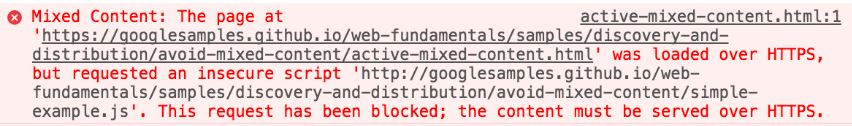 Mixed Content: The page at active-mixed-content.html:1
'https://googlesamples.github.io/web-fundamentals/samples/discovery-and-
distribution/avoid-mixed-content/active-mixed-content.html' was loaded over HTTPS,
but requested an insecure script 'http://googlesamples.github.io/web-
fundamentals/samples/discovery-and-distribution/avoid-mixed-content/simple-
example.js'. This request has been blocked; the content must be served over HTTPS.